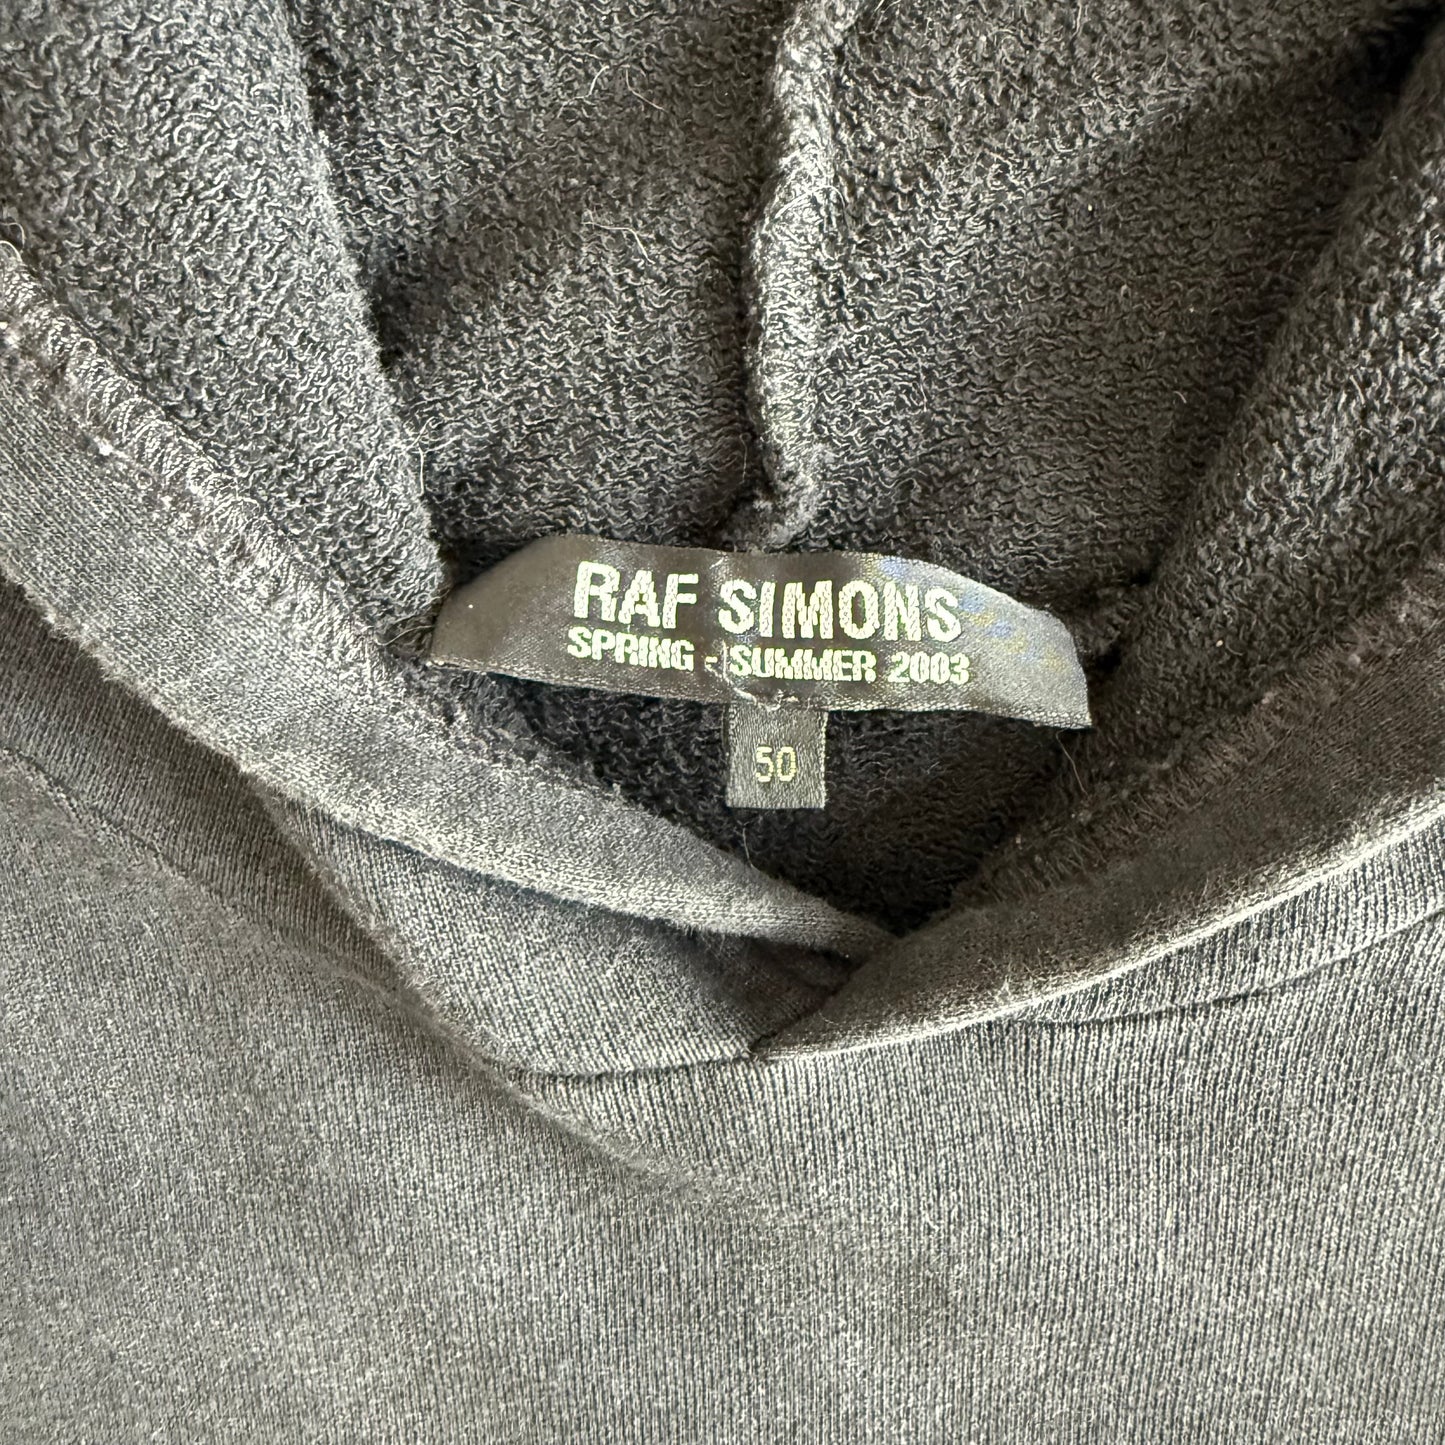 RAF SIMONS
SPRING - SUMMER 2003
50